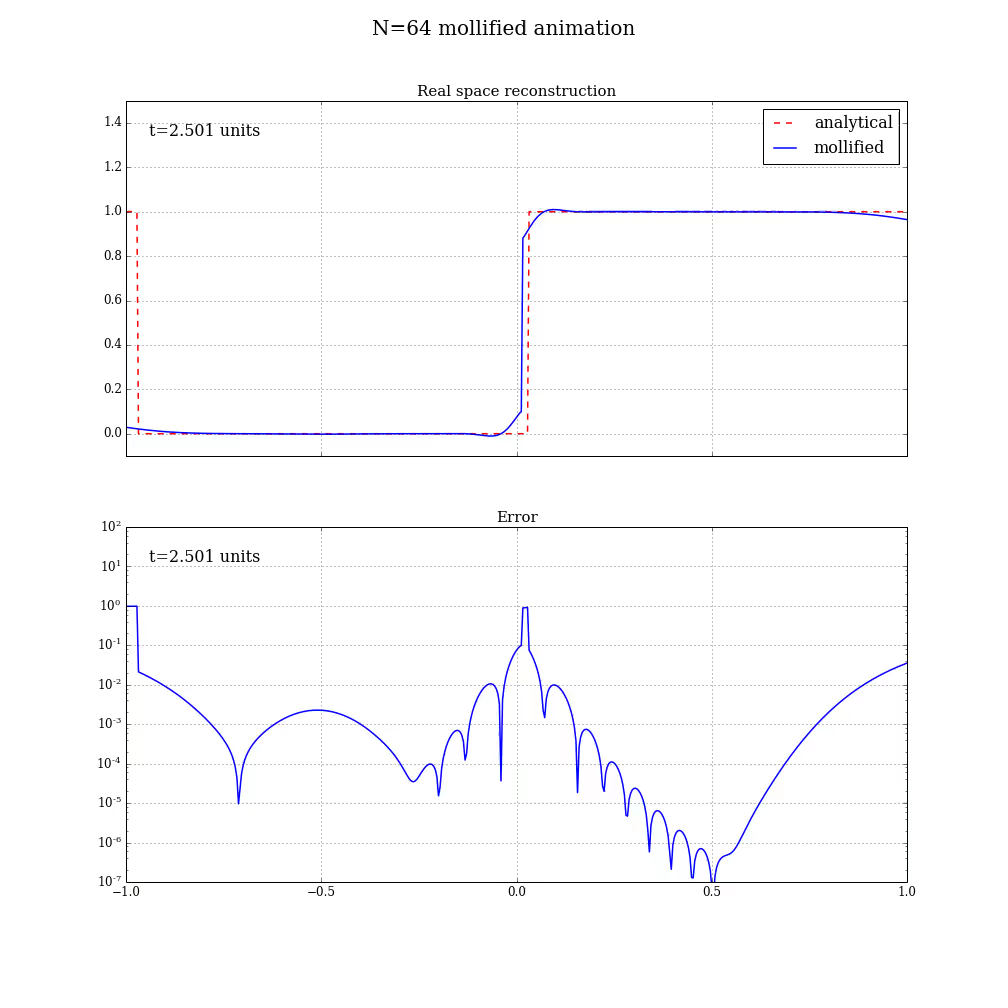 N=64 mollified animation
Real space reconstruction
t=2.501 units
analytical
mollified
1.4
1.2
1.0
0.8
0.6
0.4
0.2
0.0
Error
t=2.501 units
10²
10¹
10⁰
10⁻¹
10⁻²
10⁻³
10⁻⁴
10⁻⁵
10⁻⁶
10⁻⁷
−1.0 −0.5 0.0 0.5 1.0